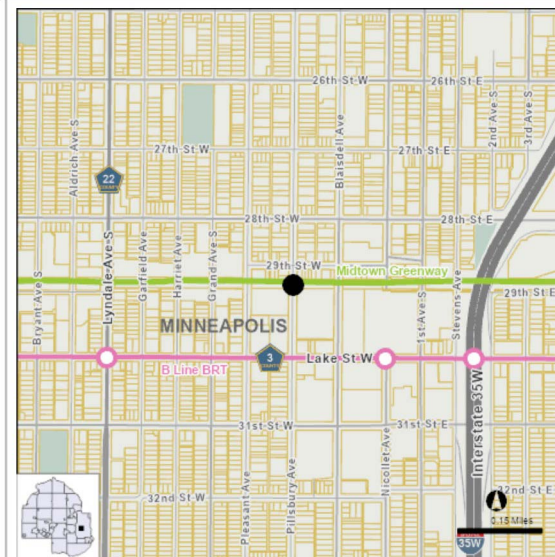 26th St W
26th St E
Aldrich Ave S
Blaisdell Ave
2nd Ave S
3rd Ave S
27th St W
27th St E
22
COUNTY
28th St W
28th St E
Bryant Ave S
Lyndale Ave S
Garfield Ave
Harriet Ave
Grand Ave S
29th St W
Midtown Greenway
1st Ave S
Stevens Ave
29th St E
MINNEAPOLIS
B Line BRT
3
COUNTY
Lake St W
31st St W
31st St E
Interstate 35W
Pleasant Ave
Pillsbury Ave
Nicollet Ave
32nd St W
32nd St E
0.15 Miles
35W